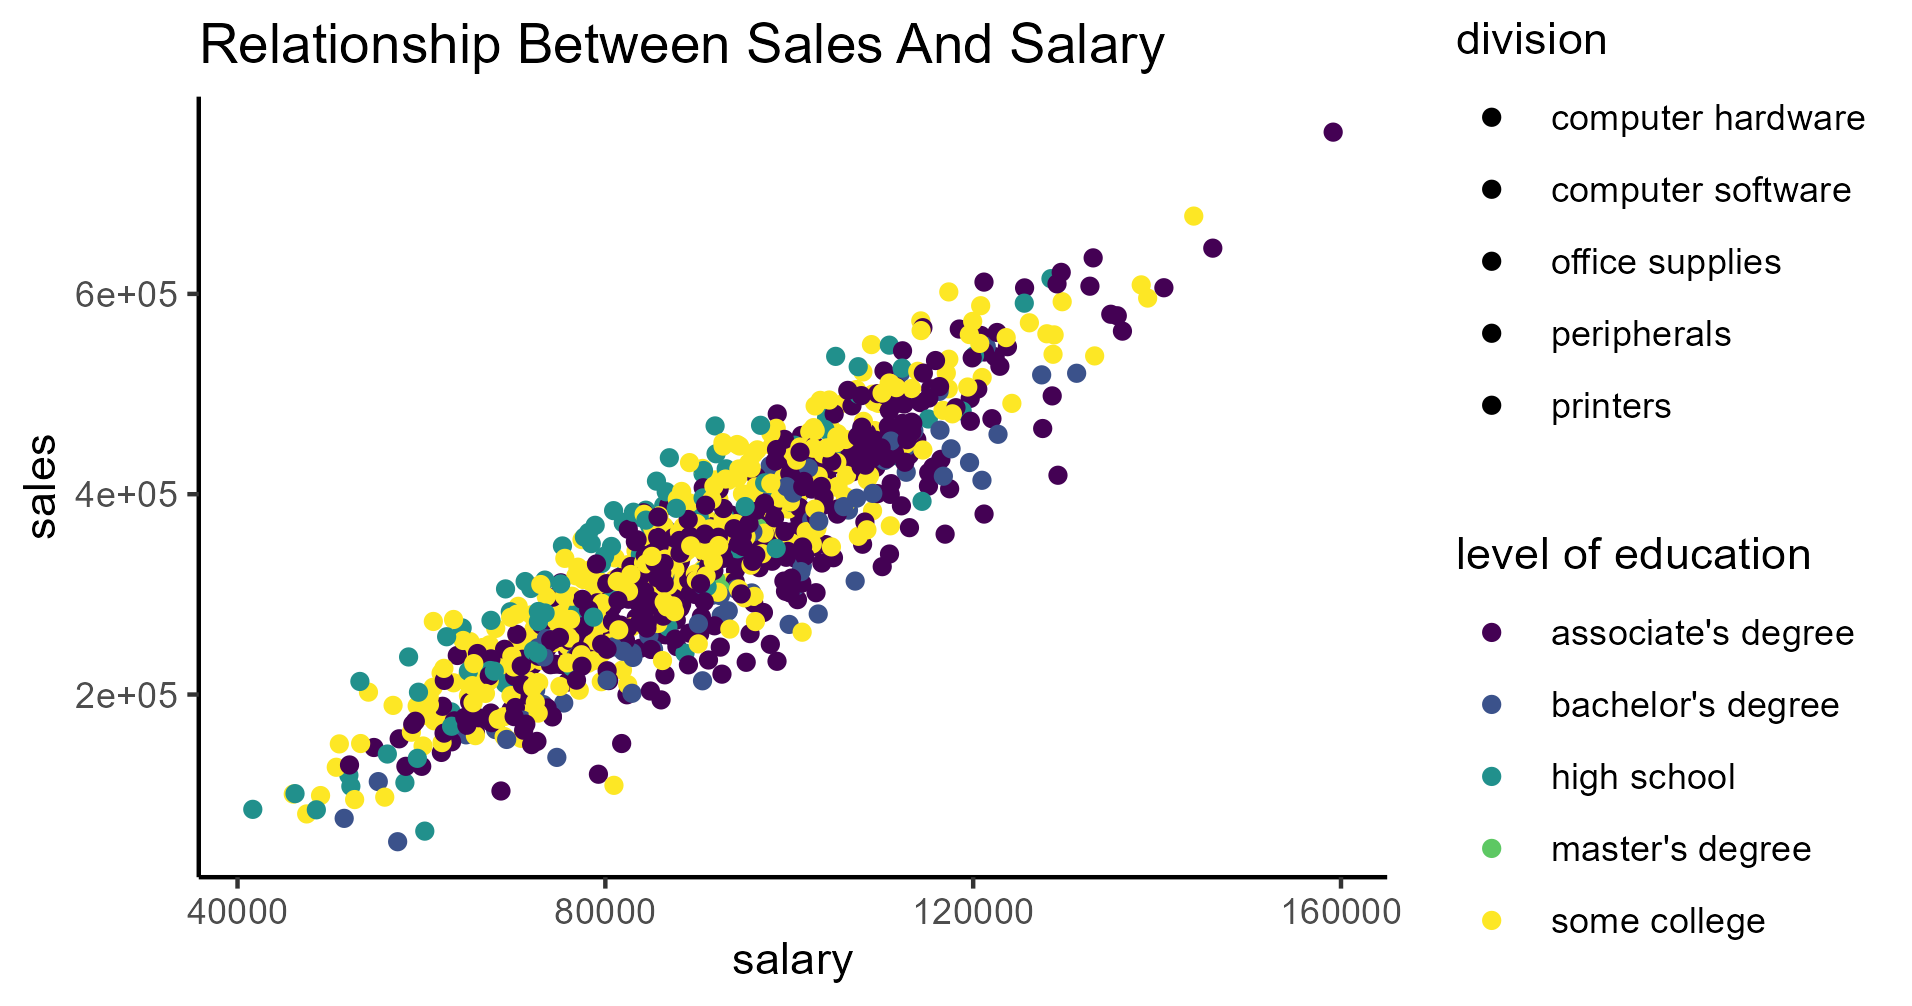 Relationship Between Sales And Salary
sales
6e+05
4e+05
2e+05
40000
80000
120000
160000
salary
division
computer hardware
computer software
office supplies
peripherals
printers
level of education
associate's degree
bachelor's degree
high school
master's degree
some college